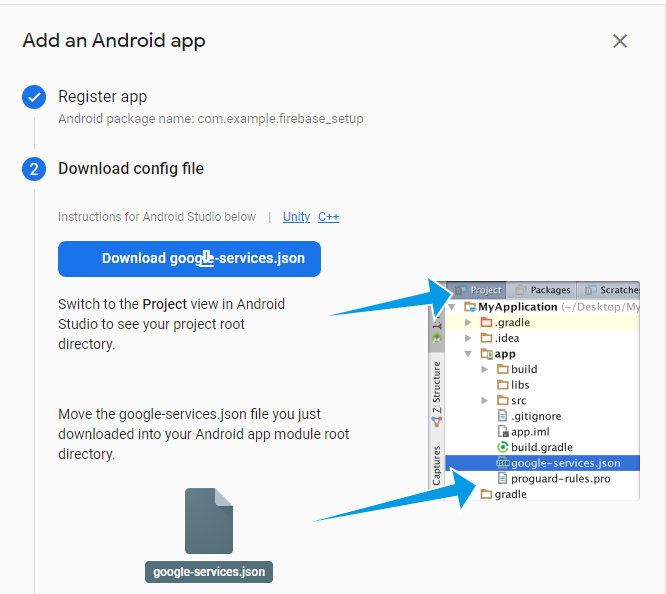 Add an Android app
Register app
Android package name: com.example.firebase_setup
2
Download config file
Instructions for Android Studio below | Unity C++
Download google-services.json
Switch to the Project view in Android
Studio to see your project root
directory.
Move the google-services.json file you just
downloaded into your Android app module root
directory.
google-services.json
Project Packages Scratches
MyApplication (~/Desktop/My
.gradle
.idea
app
build
libs
src
.gitignore
app.iml
build.gradle
google-services.json
proguard-rules.pro
gradle
Z: Structure
Captures